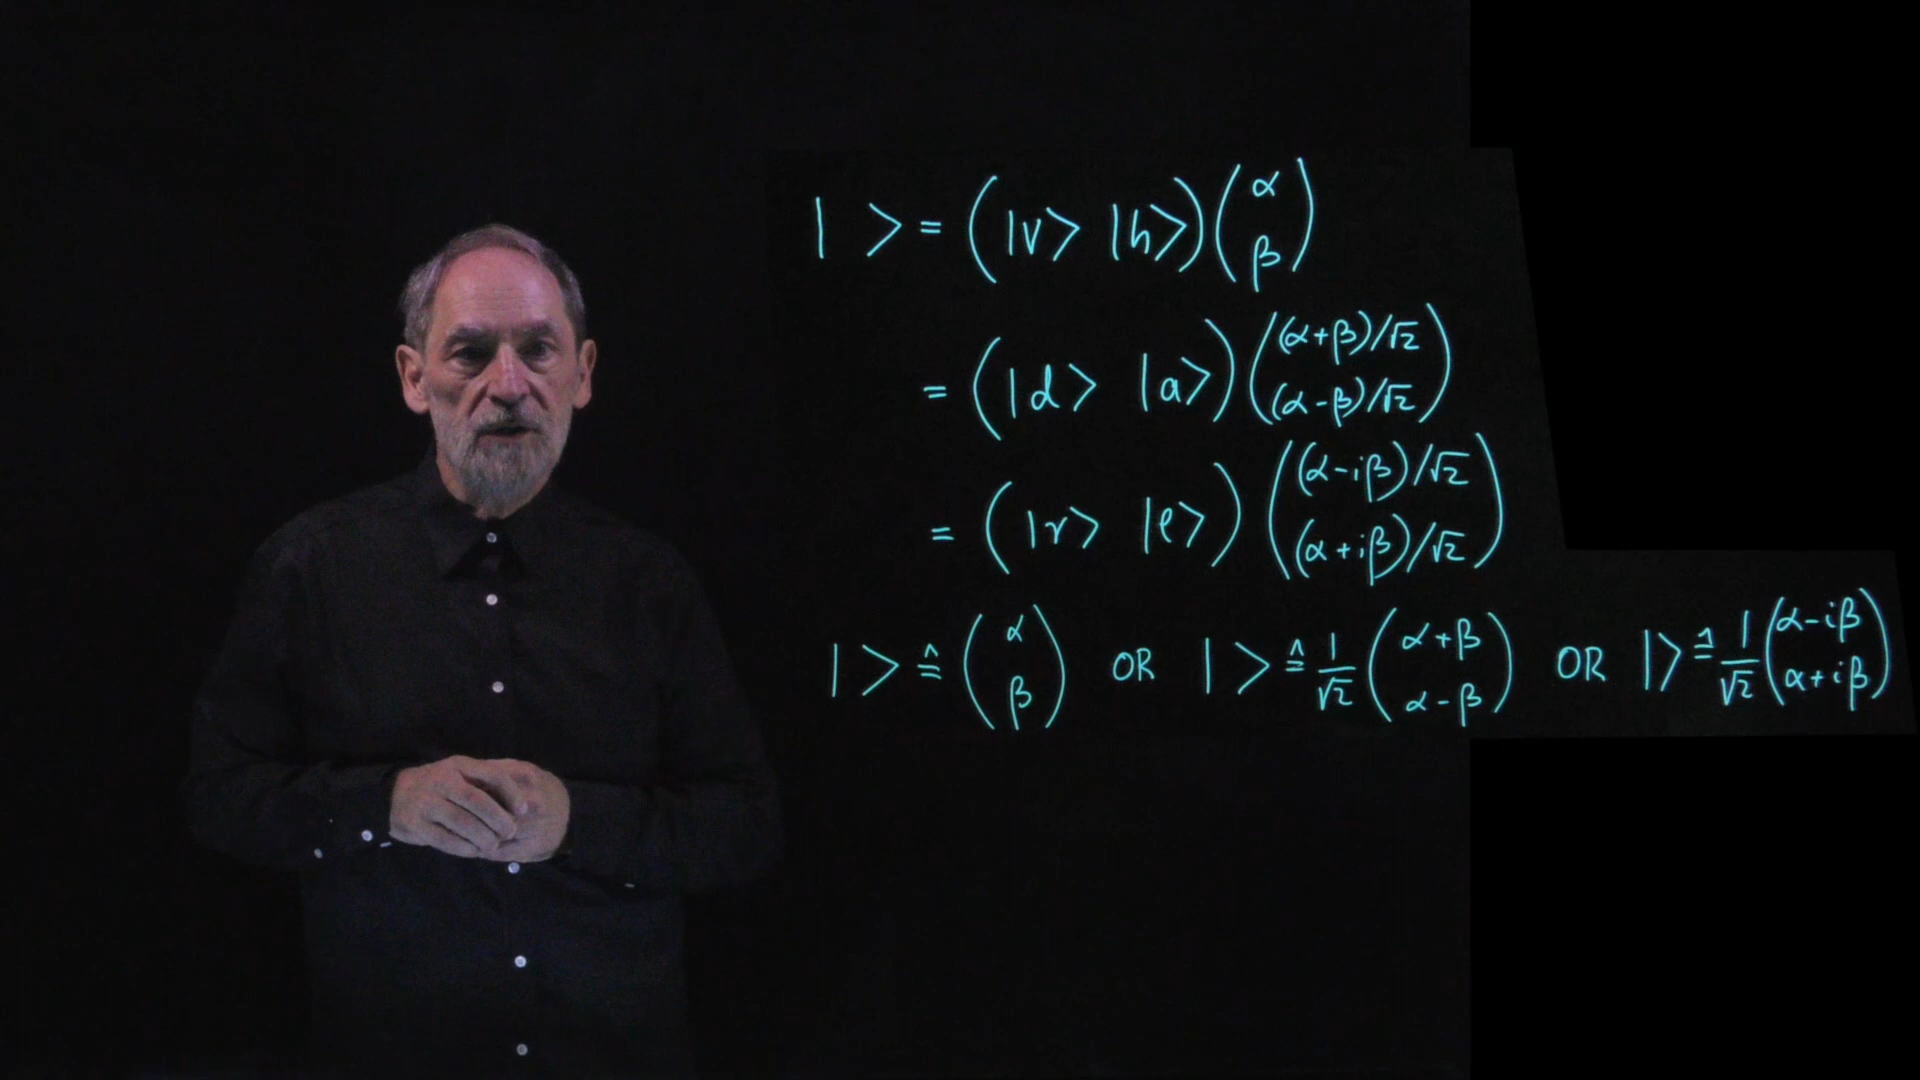 | > = (|v> |h>) (α β)
= (|d> |a>) ((α+β)/√2 (α-β)/√2)
= (|r> |ℓ>) ((α-iβ)/√2 (α+iβ)/√2)
| > ≙ (α β) OR | > ≙ 1/√2 (α+β α-β) OR | > ≙ 1/√2 (α-iβ α+iβ)